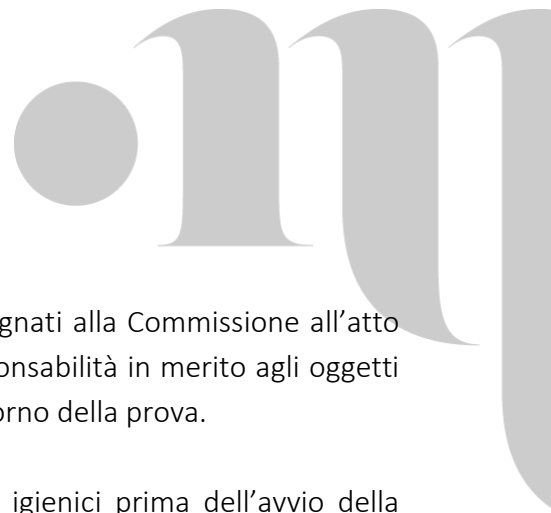 gnati alla Commissione all'atto
onsabilità in merito agli oggetti
orno della prova.
igienici prima dell'avvio della